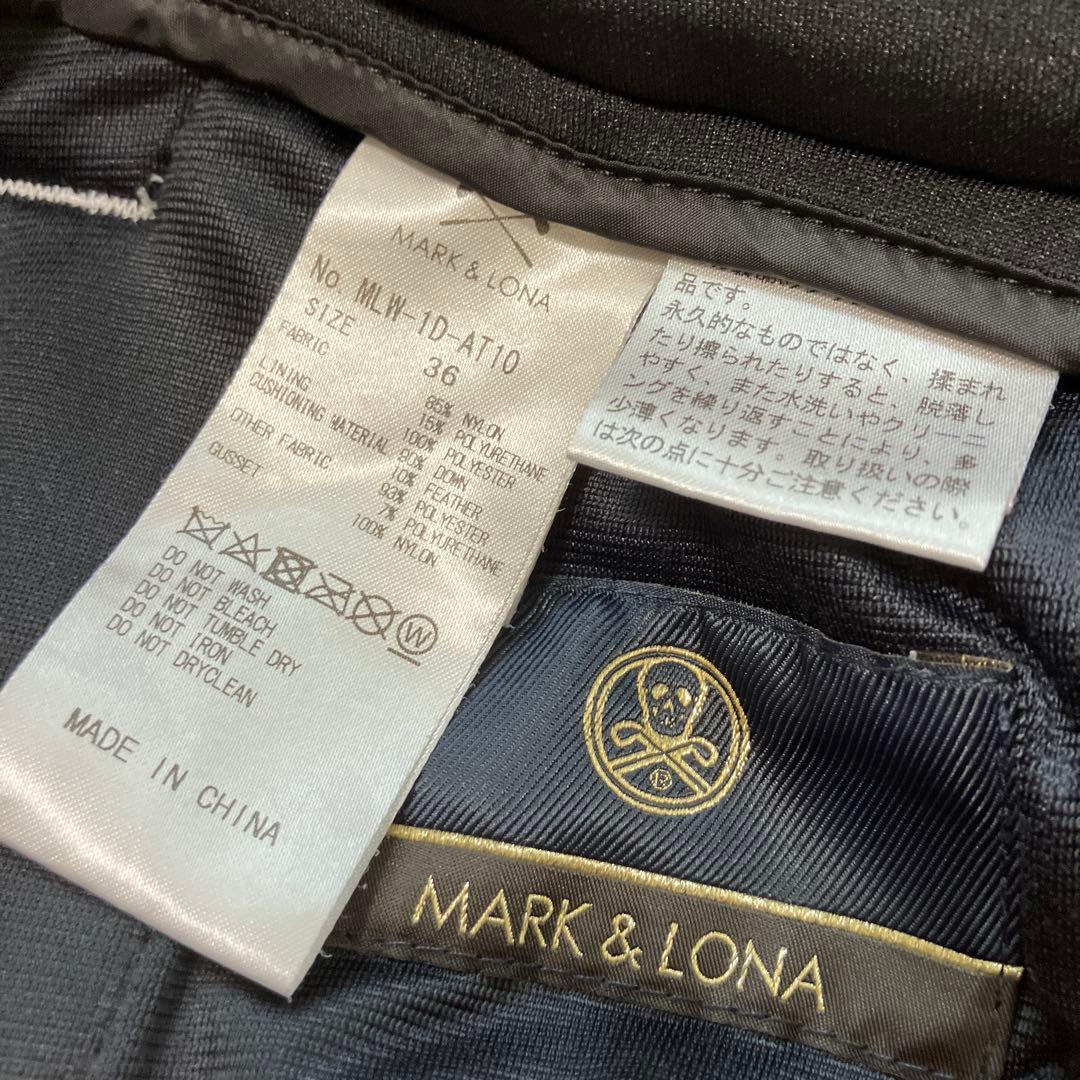 MARK & LONA
No. MLW-1D-AT10
SIZE 36
FABRIC 85% NYLON
15% POLYURETHANE
LINING 100% POLYESTER
CUSHIONING MATERIAL 90% DOWN
10% FEATHER
OTHER FABRIC 93% POLYESTER
7% POLYURETHANE
GUSSET 100% NYLON
W
DO NOT WASH
DO NOT BLEACH
DO NOT TUMBLE DRY
DO NOT IRON
DO NOT DRYCLEAN
MADE IN CHINA
品です。
永久的なものではなく、揉まれ
たり擦られたりすると、脱落し
やすく、また水洗いやクリーニ
ングを繰り返すことにより、多
少薄くなります。取り扱いの際
は次の点に十分ご注意ください。
MARK & LONA